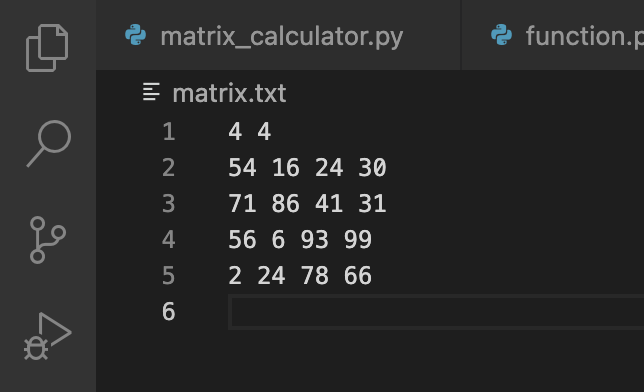 matrix_calculator.py
function.p
matrix.txt
1 4 4
2 54 16 24 30
3 71 86 41 31
4 56 6 93 99
5 2 24 78 66
6